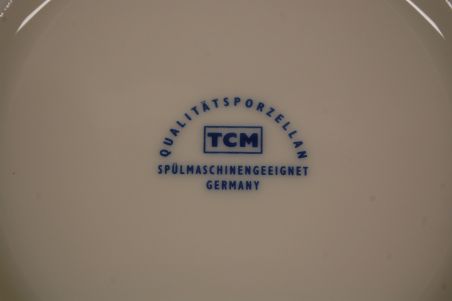 QUALITÄTSPORZELLAN
TCM
SPÜLMASCHINENGEEIGNET
GERMANY